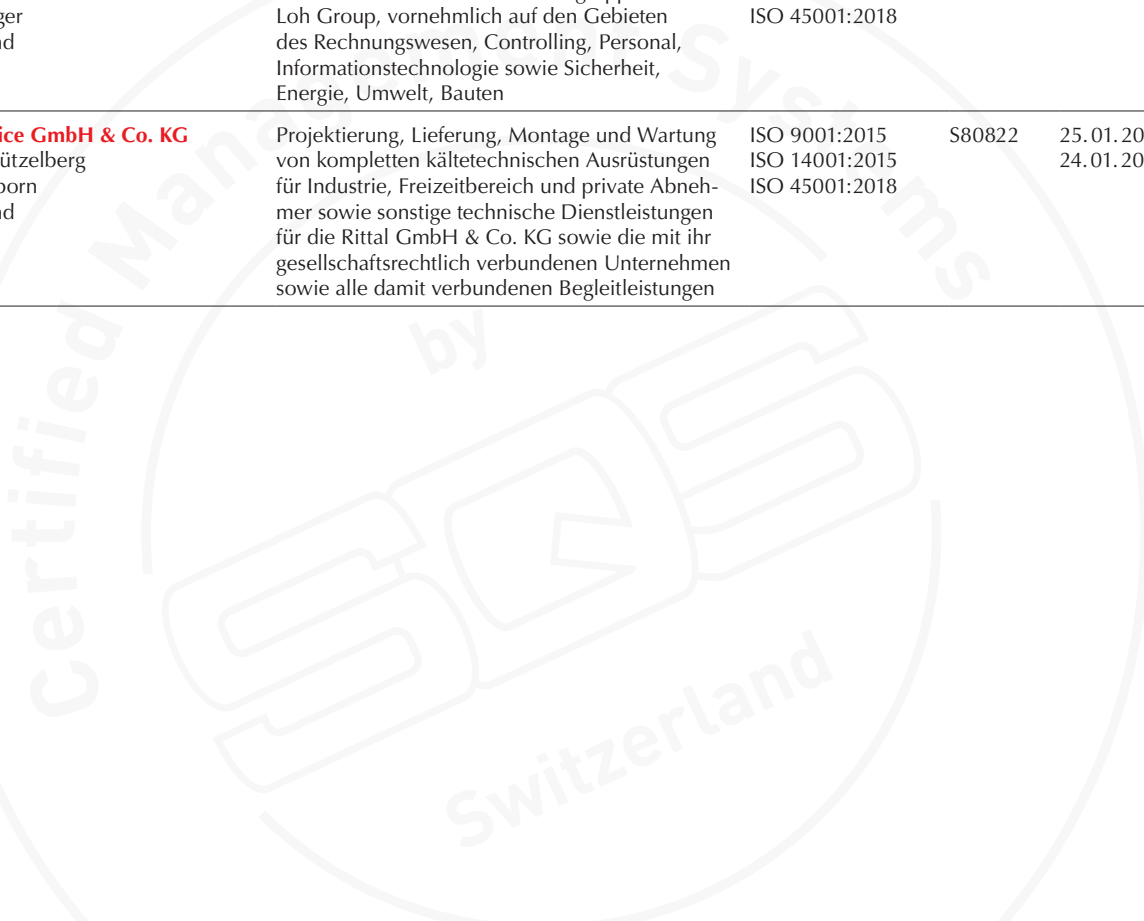 Loh Group, vornehmlich auf den Gebieten ISO 45001:2018
des Rechnungswesen, Controlling, Personal,
Informationstechnologie sowie Sicherheit,
Energie, Umwelt, Bauten
ice GmbH & Co. KG Projektierung, Lieferung, Montage und Wartung ISO 9001:2015 S80822 25.01.20
ützelberg von kompletten kältetechnischen Ausrüstungen ISO 14001:2015 24.01.20
für Industrie, Freizeitbereich und private Abneh- ISO 45001:2018
mer sowie sonstige technische Dienstleistungen
für die Rittal GmbH & Co. KG sowie die mit ihr
gesellschaftsrechtlich verbundenen Unternehmen
sowie alle damit verbundenen Begleitleistungen
Certified Management Systems
by
SQS
Switzerland